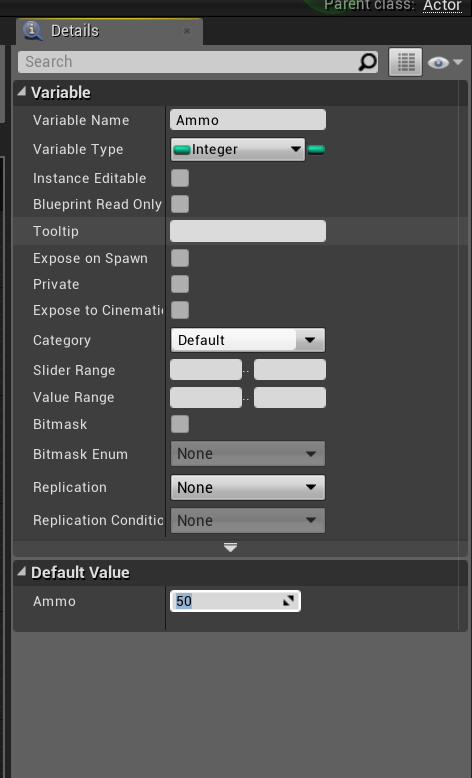 Parent class: Actor
Details
Search
Variable
Variable Name Ammo
Variable Type Integer
Instance Editable
Blueprint Read Only
Tooltip
Expose on Spawn
Private
Expose to Cinemati
Category Default
Slider Range ..
Value Range ..
Bitmask
Bitmask Enum None
Replication None
Replication Conditio None
Default Value
Ammo 50